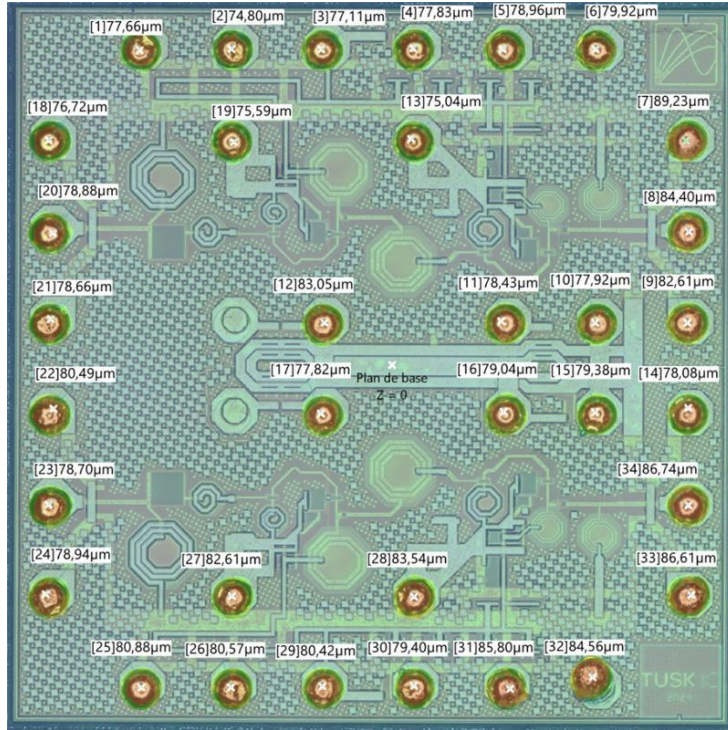 [1]77,66µm
[2]74,80µm
[3]77,11µm
[4]77,83µm
[5]78,96µm
[6]79,92µm
[18]76,72µm
[19]75,59µm
[13]75,04µm
[7]89,23µm
[20]78,88µm
[8]84,40µm
[21]78,66µm
[12]83,05µm
[11]78,43µm
[10]77,92µm
[9]82,61µm
[22]80,49µm
[17]77,82µm
Plan de base
Z = 0
[16]79,04µm
[15]79,38µm
[14]78,08µm
[23]78,70µm
[34]86,74µm
[24]78,94µm
[27]82,61µm
[28]83,54µm
[33]86,61µm
[25]80,88µm
[26]80,57µm
[29]80,42µm
[30]79,40µm
[31]85,80µm
[32]84,56µm
TUSK IC
2024